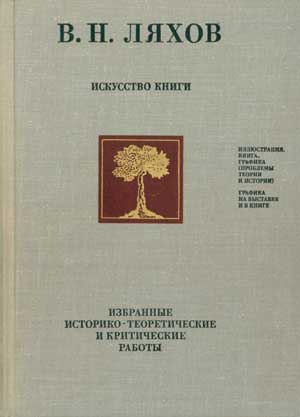 В. Н. ЛЯХОВ
ИСКУССТВО КНИГИ
ИЛЛЮСТРАЦИЯ,
КНИГА,
ГРАФИКА
(ПРОБЛЕМЫ
ТЕОРИИ
И ИСТОРИИ)
ГРАФИКА
НА ВЫСТАВКЕ
И В КНИГЕ
ИЗБРАННЫЕ
ИСТОРИКО-ТЕОРЕТИЧЕСКИЕ
И КРИТИЧЕСКИЕ
РАБОТЫ